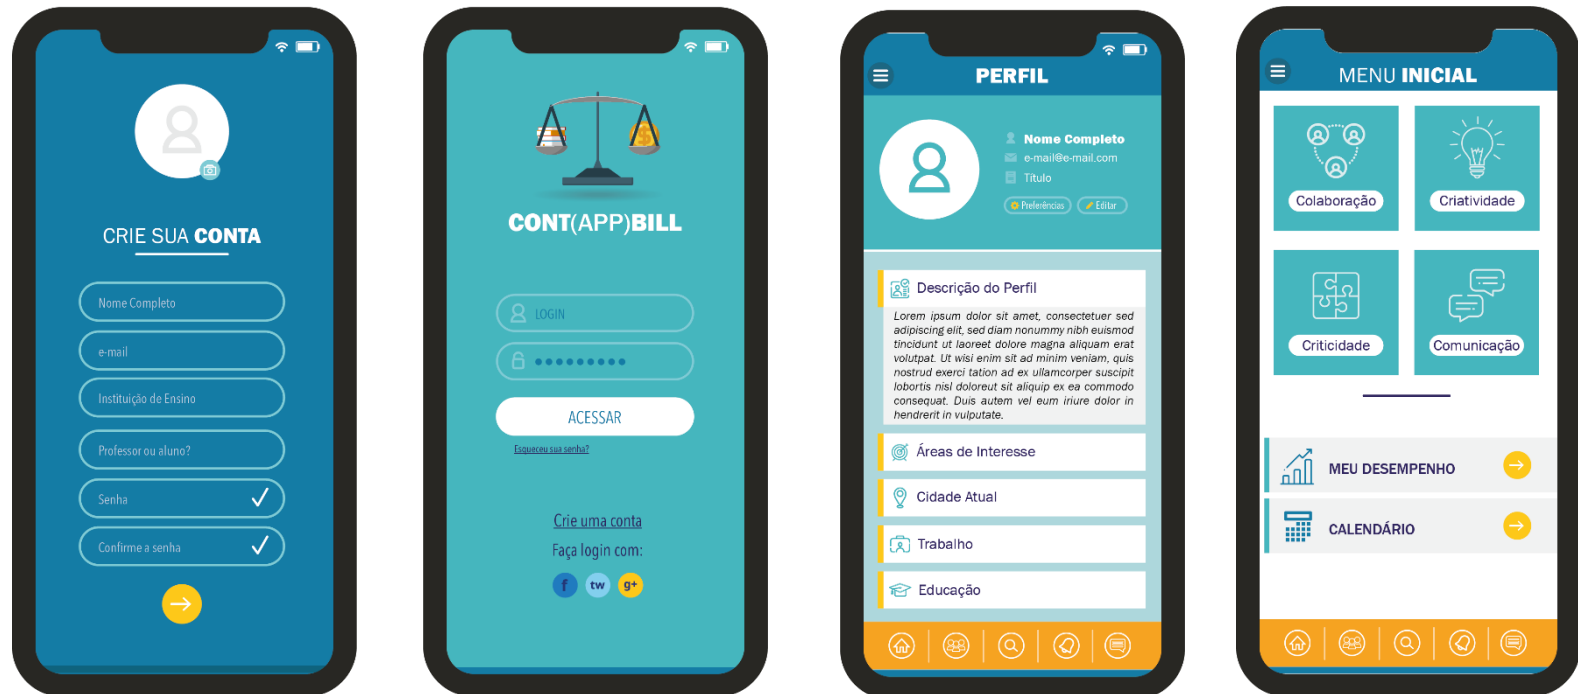 CRIE SUA CONTA
Nome Completo
e-mail
Instituição de Ensino
Professor ou aluno?
Senha
Confirme a senha
CONT(APP)BILL
LOGIN
ACESSAR
Esqueceu sua senha?
Crie uma conta
Faça login com:
f tw g+
PERFIL
Nome Completo
e-mail@e-mail.com
Título
Preferências Editar
Descrição do Perfil
Lorem ipsum dolor sit amet, consectetuer sed
adipiscing elit, sed diam nonummy nibh euismod
tincidunt ut laoreet dolore magna aliquam erat
volutpat. Ut wisi enim sit ad minim veniam, quis
nostrud exerci tation ad ex ullamcorper suscipit
lobortis nisl doloreut sit aliquip ex ea commodo
consequat. Duis autem vel eum iriure dolor in
hendrerit in vulputate.
Áreas de Interesse
Cidade Atual
Trabalho
Educação
MENU INICIAL
Colaboração Criatividade
Criticidade Comunicação
MEU DESEMPENHO
CALENDÁRIO